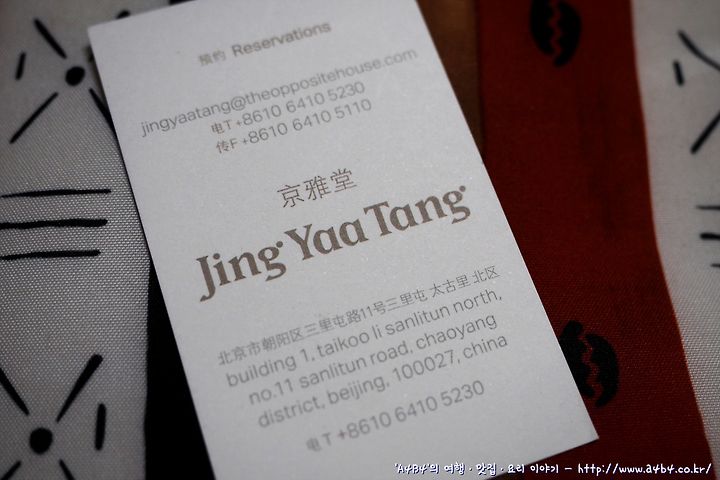 预约 Reservations
jingyaatang@theoppositehouse.com
电T +8610 6410 5230
传F +8610 6410 5110
京雅堂
Jing Yaa Tang
北京市朝阳区三里屯路11号三里屯 太古里 北区
building 1, taikoo li sanlitun north,
no.11 sanlitun road, chaoyang
district, beijing, 100027, china
电T +8610 6410 5230
'A4B4'의 여행·맛집·요리 이야기 - http://www.a4b4.co.kr/